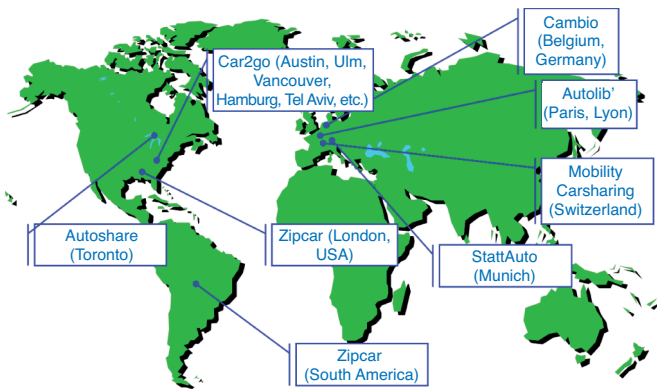 Cambio
(Belgium,
Germany)
Car2go (Austin, Ulm,
Vancouver,
Hamburg, Tel Aviv, etc.)
Autolib’
(Paris, Lyon)
Mobility
Carsharing
(Switzerland)
Autoshare
(Toronto)
Zipcar (London,
USA)
StattAuto
(Munich)
Zipcar
(South America)